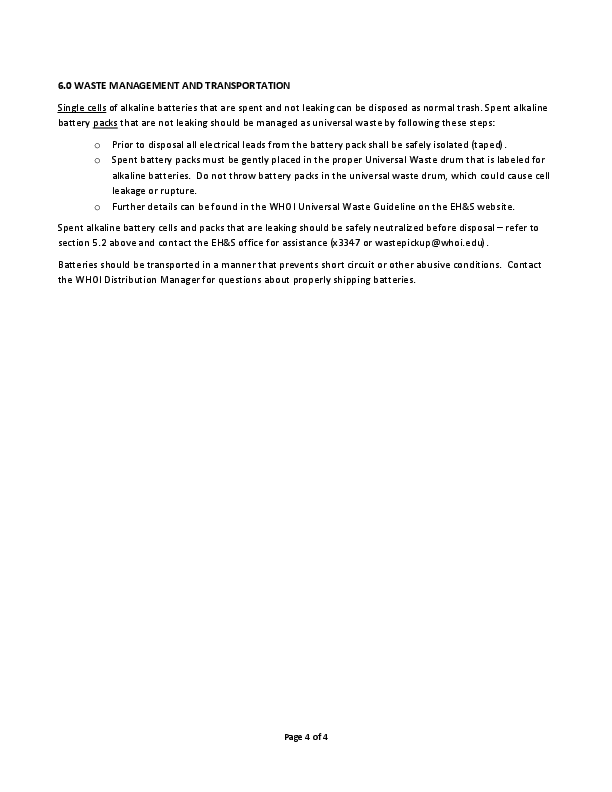 6.0 WASTE MANAGEMENT AND TRANSPORTATION
Single cells of alkaline batteries that are spent and not leaking can be disposed as normal trash. Spent alkaline
battery packs that are not leaking should be managed as universal waste by following these steps:
o Prior to disposal all electrical leads from the battery pack shall be safely isolated (taped).
o Spent battery packs must be gently placed in the proper Universal Waste drum that is labeled for
alkaline batteries. Do not throw battery packs in the universal waste drum, which could cause cell
leakage or rupture.
o Further details can be found in the WHOI Universal Waste Guideline on the EH&S website.
Spent alkaline battery cells and packs that are leaking should be safely neutralized before disposal – refer to
section 5.2 above and contact the EH&S office for assistance (x3347 or wastepickup@whoi.edu).
Batteries should be transported in a manner that prevents short circuit or other abusive conditions. Contact
the WHOI Distribution Manager for questions about properly shipping batteries.
Page 4 of 4